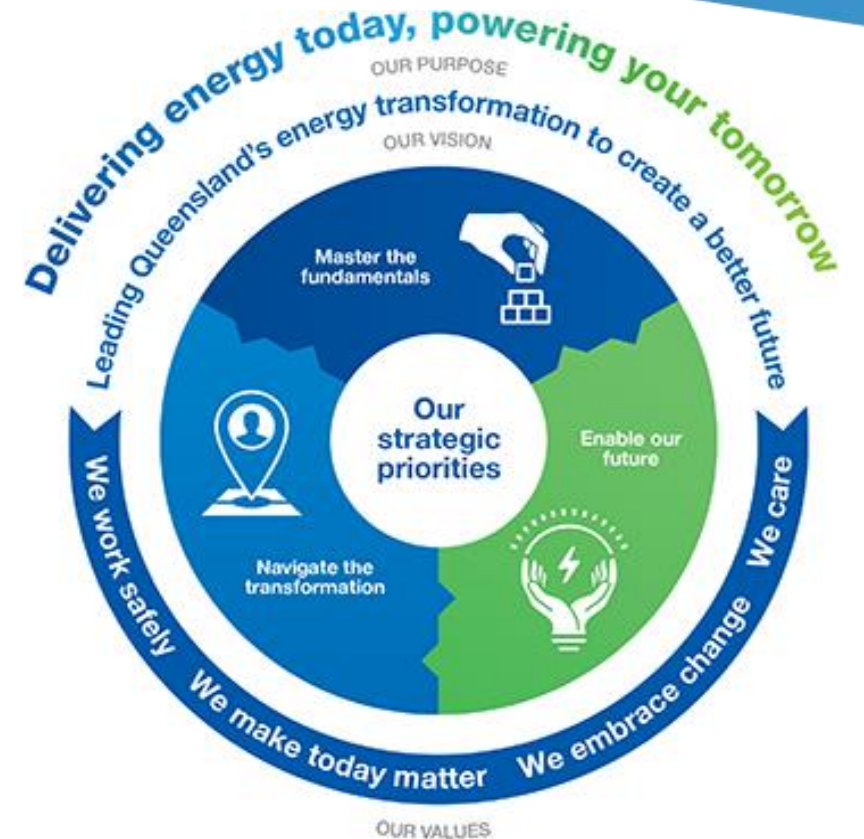 Delivering energy today, powering your tomorrow
OUR PURPOSE
Leading Queensland's energy transformation to create a better future
OUR VISION
Master the
fundamentals
Our
strategic
priorities
Enable our
future
Navigate the
transformation
We work safely We make today matter We embrace change We care
OUR VALUES